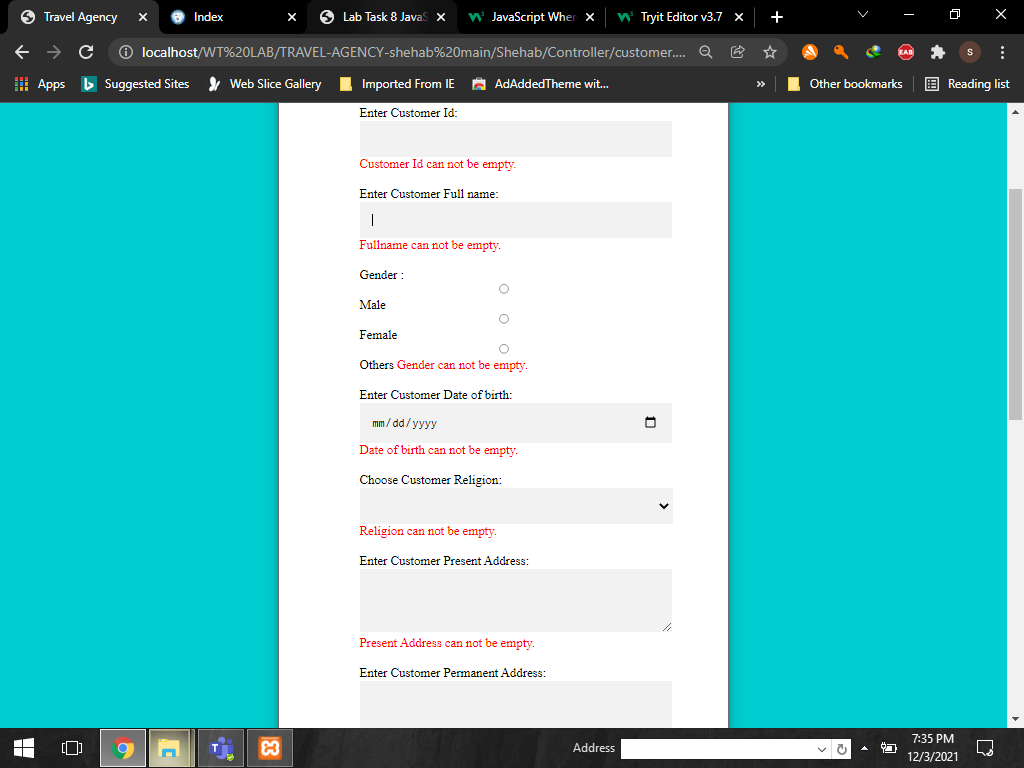 Travel Agency
Index
Lab Task 8 JavaS
JavaScript Wher
Tryit Editor v3.7
localhost/WT%20LAB/TRAVEL-AGENCY-shehab%20main/Shehab/Controller/customer....
EAB
S
Apps
Suggested Sites
Web Slice Gallery
Imported From IE
AdAddedTheme wit...
»
Other bookmarks
Reading list
Enter Customer Id:
Customer Id can not be empty.
Enter Customer Full name:
Fullname can not be empty.
Gender :
Male
Female
Others Gender can not be empty.
Enter Customer Date of birth:
mm/dd/yyyy
Date of birth can not be empty.
Choose Customer Religion:
Religion can not be empty.
Enter Customer Present Address:
Present Address can not be empty.
Enter Customer Permanent Address:
Address
7:35 PM
12/3/2021